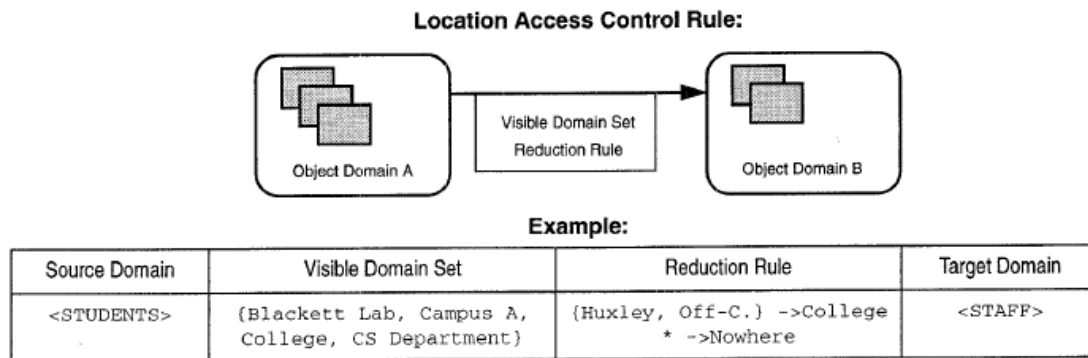 Location Access Control Rule:
Object Domain A
Visible Domain Set
Reduction Rule
Object Domain B
Example:
Source Domain
Visible Domain Set
Reduction Rule
Target Domain
<STUDENTS>
{Blackett Lab, Campus A,
College, CS Department}
{Huxley, Off-C.} ->College
* ->Nowhere
<STAFF>